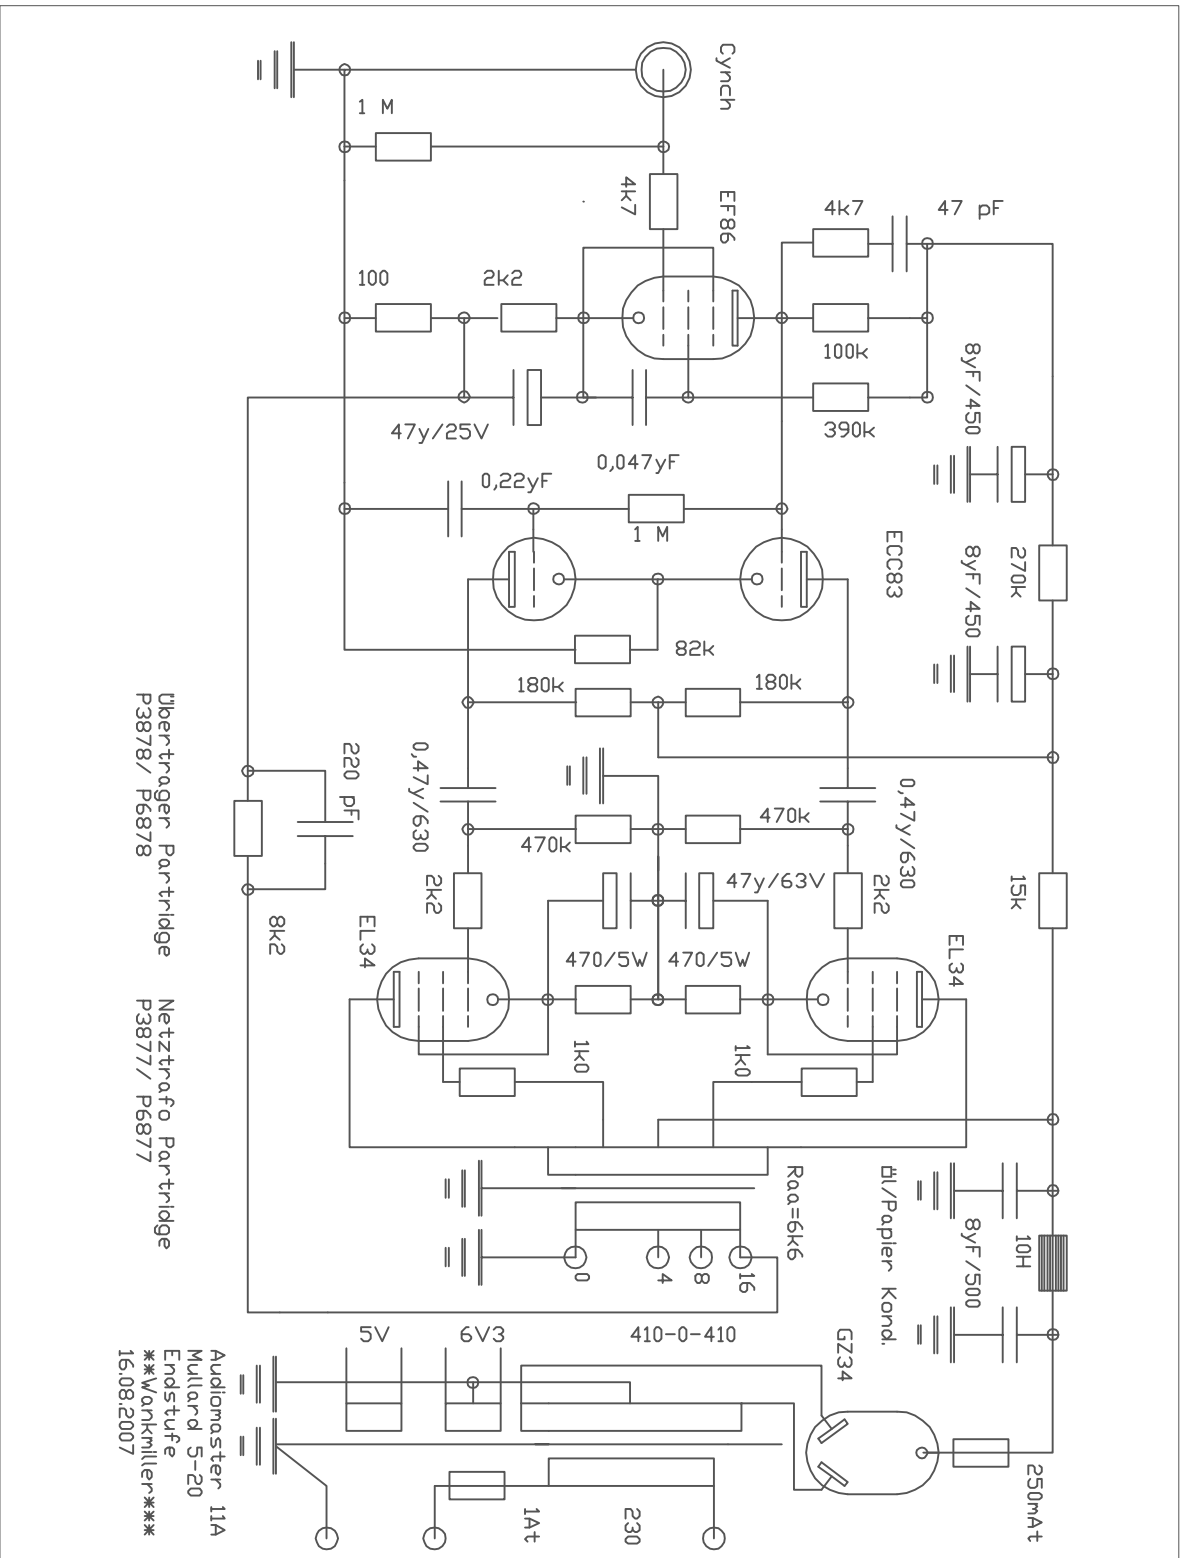 Cynch
1 M
4k7
EF86
4k7
47 pF
100
2k2
100k
8yF/450
390k
47y/25V
0,047yF
0,22yF
1 M
ECC83
8yF/450
270k
82k
180k
180k
220 pF
0,47y/630
0,47y/630
470k
470k
8k2
2k2
47y/63V
2k2
15k
EL34
470/5W
470/5W
EL34
1k0
1k0
Raa=6k6
Öl/Papier Kond.
8yF/500
10H
0
4
8
16
5V
6V3
410-0-410
GZ34
250mAt
1At
230
Übertrager Partridge
P3878/ P6878
Netztrafo Partridge
P3877/ P6877
Audiomaster 11A
Mullard 5-20
Endstufe
**Wankmiller***
16.08.2007